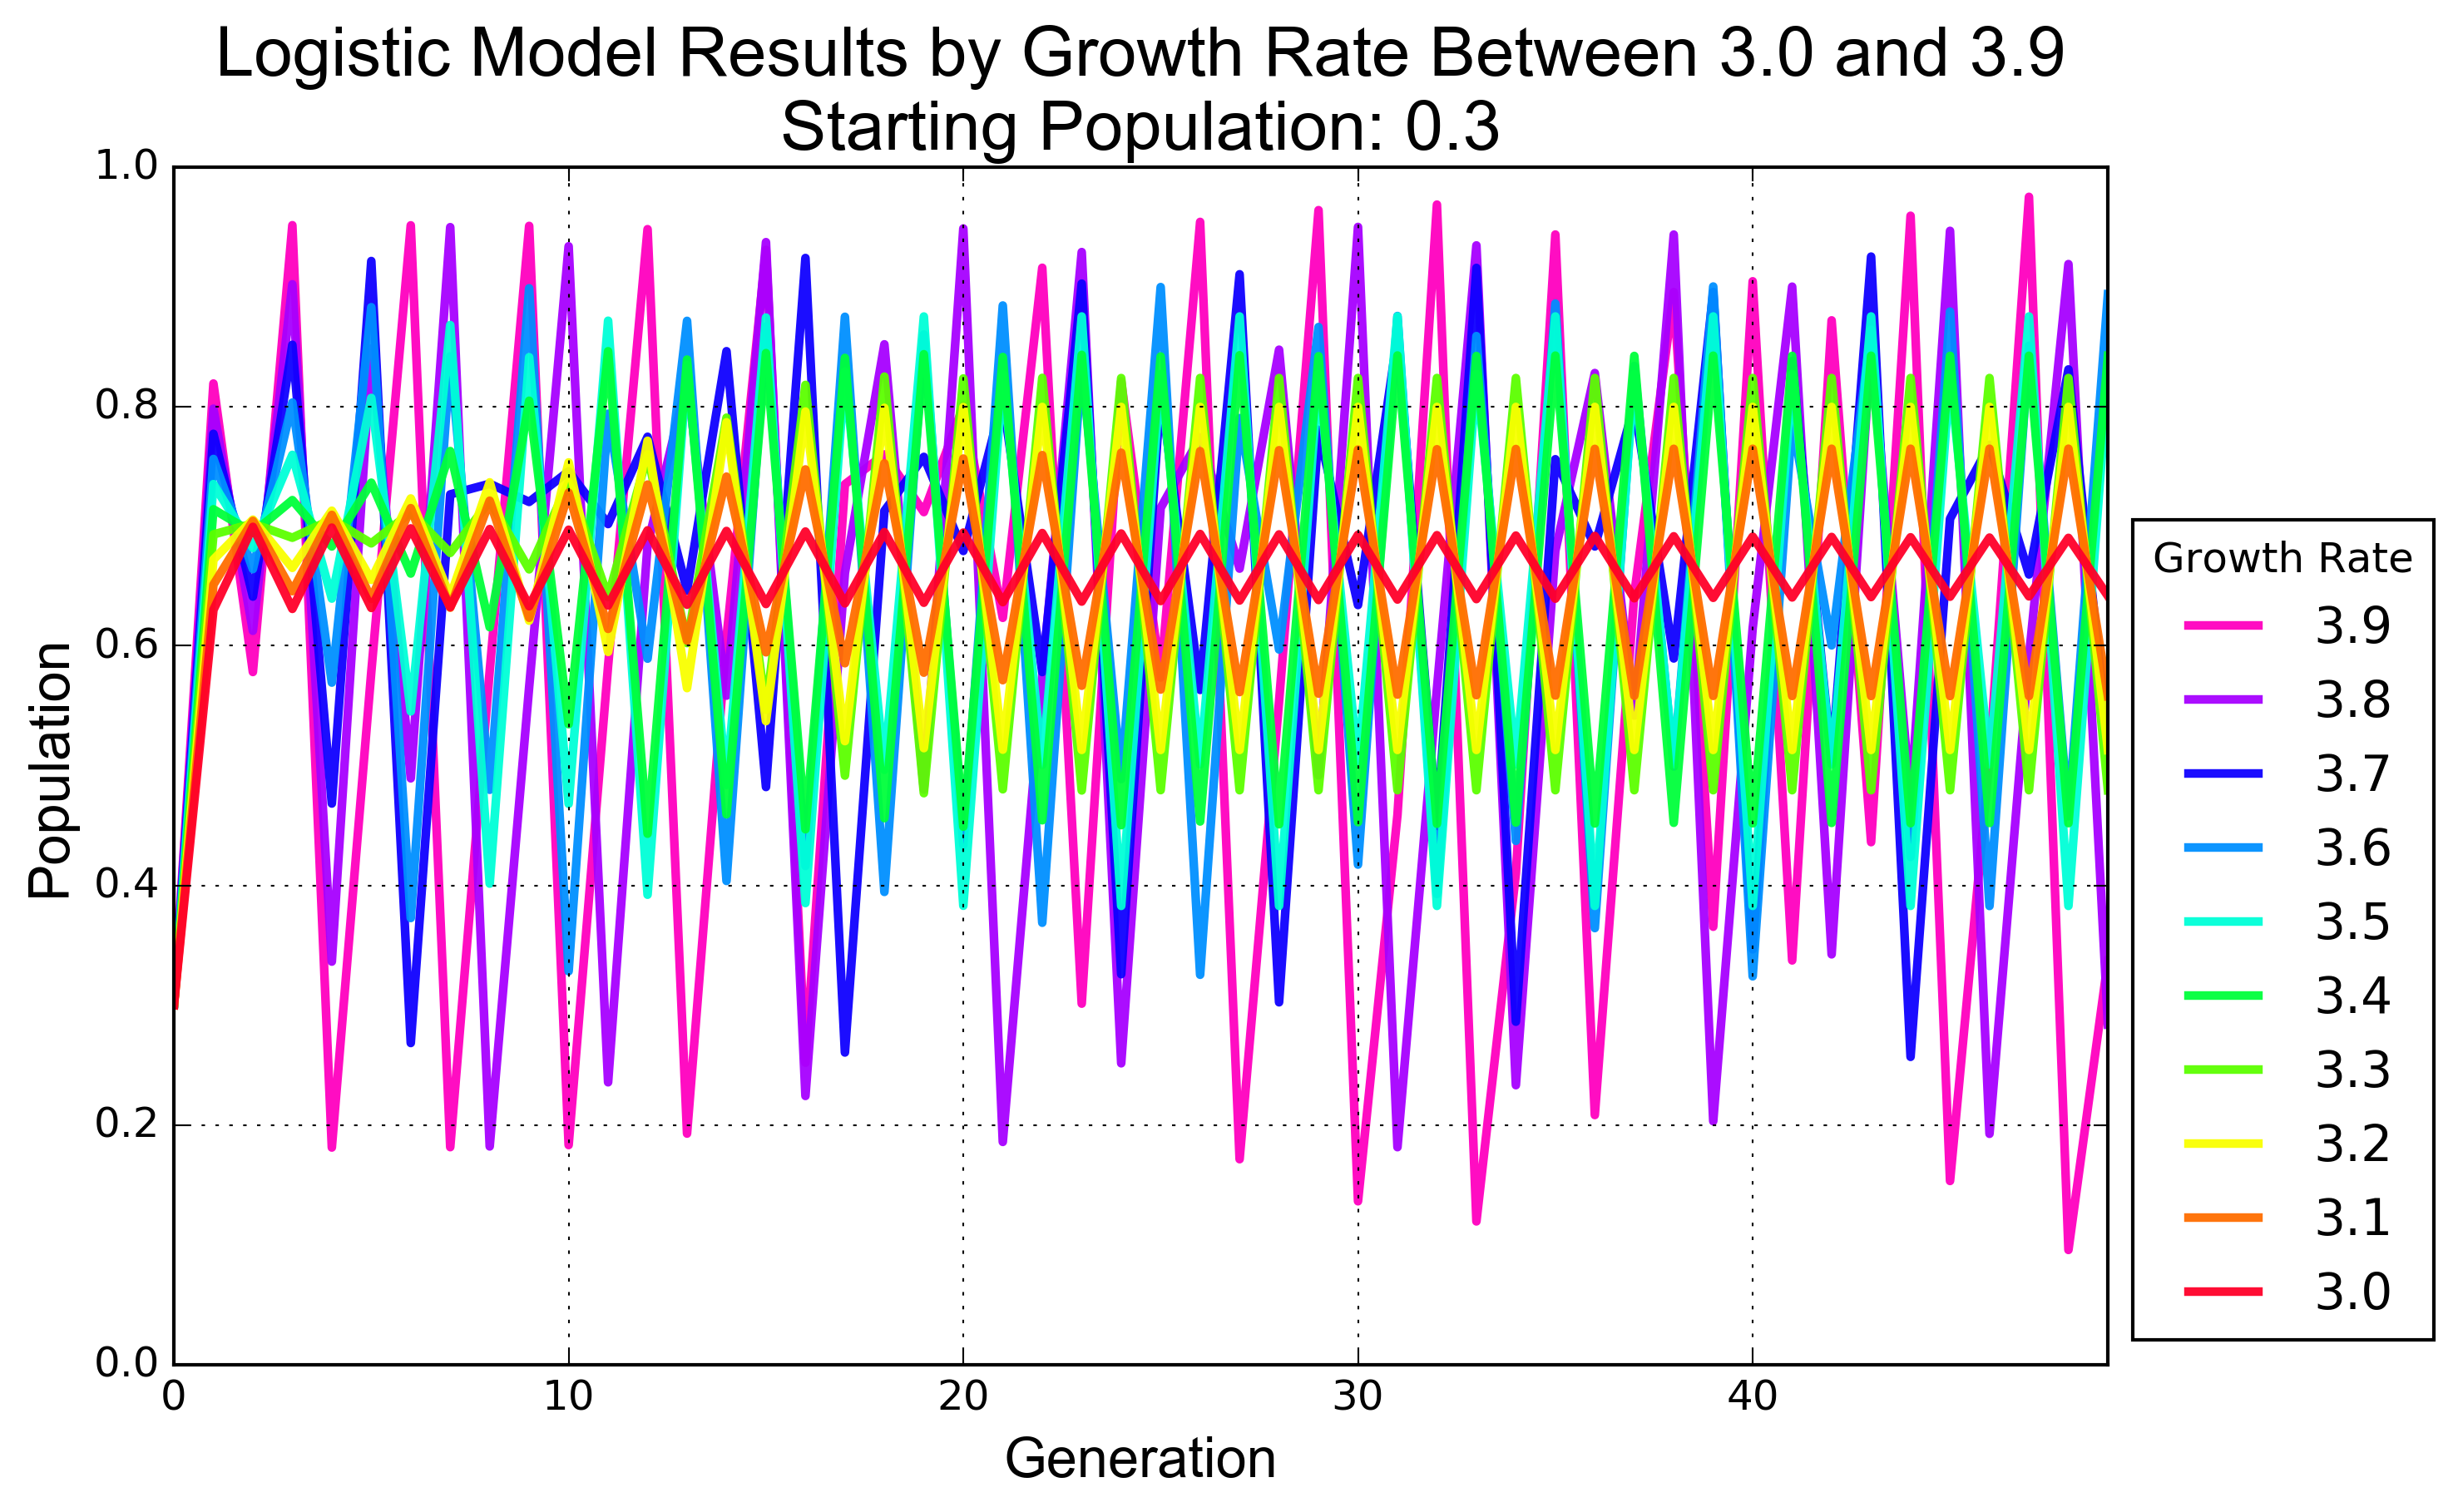 Logistic Model Results by Growth Rate Between 3.0 and 3.9
Starting Population: 0.3
1.0
0.8
0.6
0.4
0.2
0.0
Population
0 10 20 30 40
Generation
Growth Rate
3.9
3.8
3.7
3.6
3.5
3.4
3.3
3.2
3.1
3.0